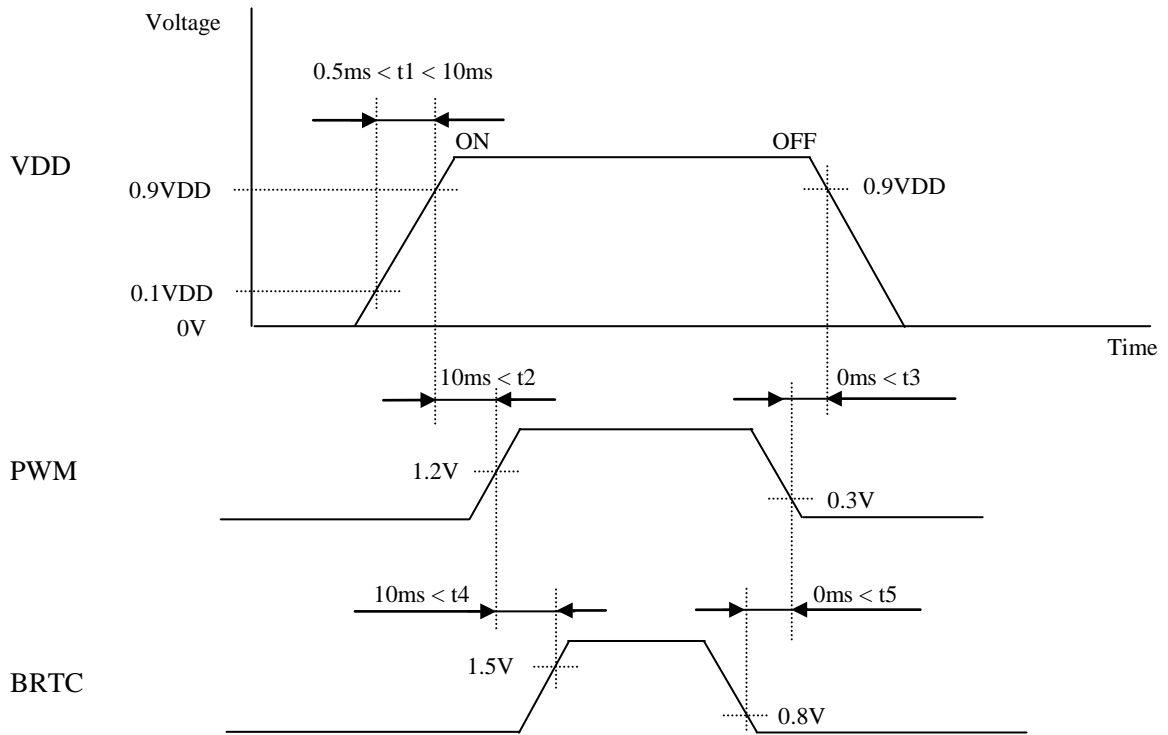 Voltage
0.5ms < t1 < 10ms
ON
OFF
VDD
0.9VDD
0.9VDD
0.1VDD
0V
Time
10ms < t2
0ms < t3
PWM
1.2V
0.3V
10ms < t4
0ms < t5
1.5V
BRTC
0.8V